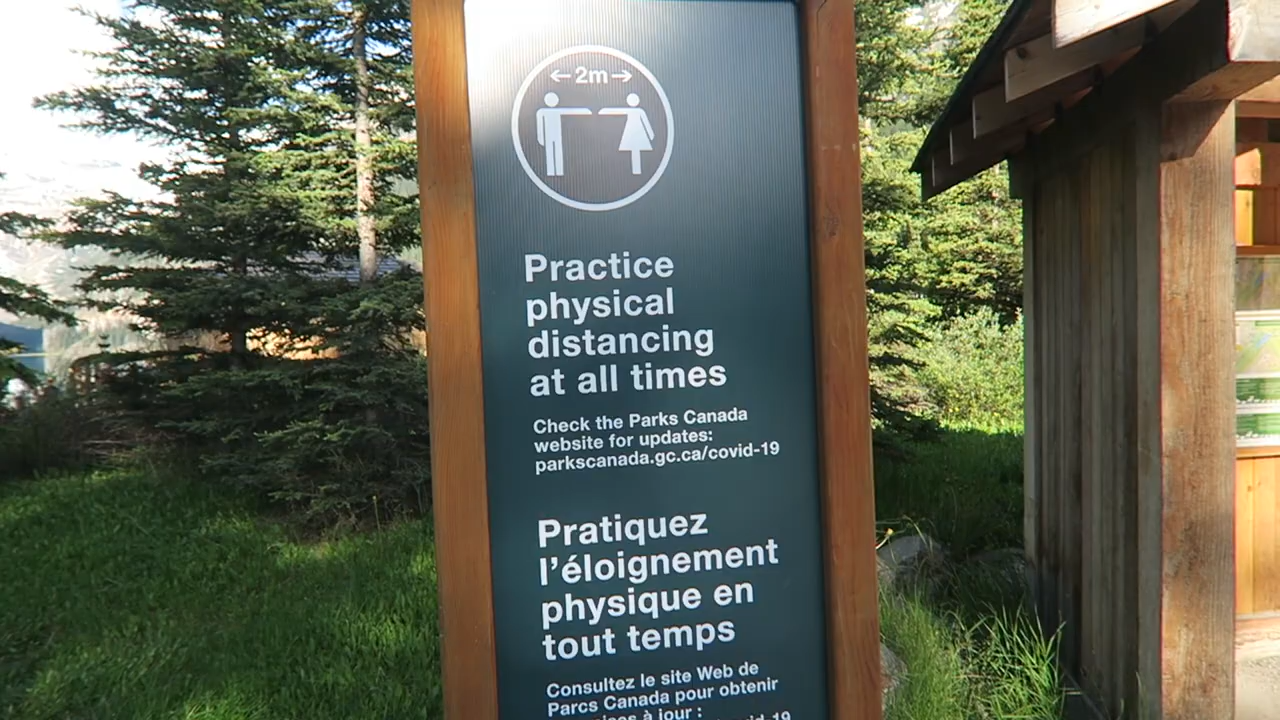 ←2m→
Practice
physical
distancing
at all times
Check the Parks Canada
website for updates:
parkscanada.gc.ca/covid-19
Pratiquez
l'éloignement
physique en
tout temps
Consultez le site Web de
Parcs Canada pour obtenir
à jour :